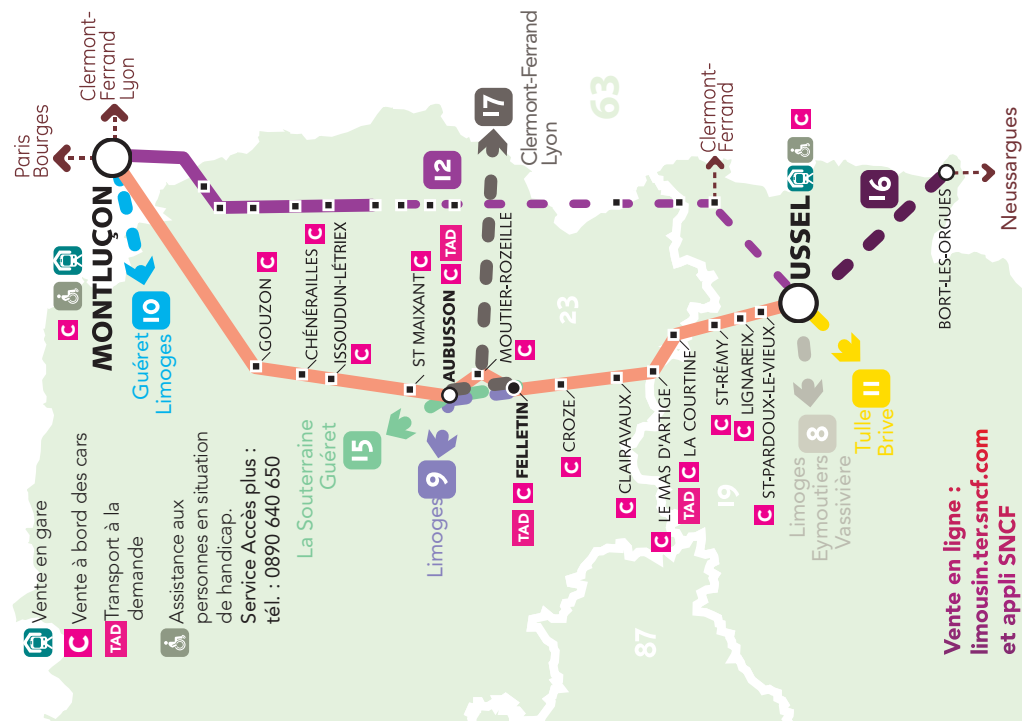 Vente en gare
C Vente à bord des cars
TAD Transport à la
demande
Assistance aux
personnes en situation
de handicap.
Service Accès plus :
tél. : 0890 640 650
Paris
Bourges
Clermont-
Ferrand
Lyon
C
MONTLUÇON
10
Guéret
Limoges
GOUZON C
CHÉNÉRAILLES C
ISSOUDUN-LÉTRIEX
C
ST MAIXANT C
12
AUBUSSON C TAD
La Souterraine
Guéret
15
Limoges
9
MOUTIER-ROZEILLE
C
17
Clermont-Ferrand
Lyon
TAD C FELLETIN
C CROZE
23
63
C CLAIRAVAUX
C LE MAS D'ARTIGE
TAD C LA COURTINE
C ST-RÉMY
C LIGNAREIX
C ST-PARDOUX-LE-VIEUX
Clermont-
Ferrand
USSEL
C
87
19
Limoges
Eymoutiers
Vassivière
8
Tulle
Brive
11
16
BORT-LES-ORGUES
Neussargues
Vente en ligne :
limousin.ter.sncf.com
et appli SNCF